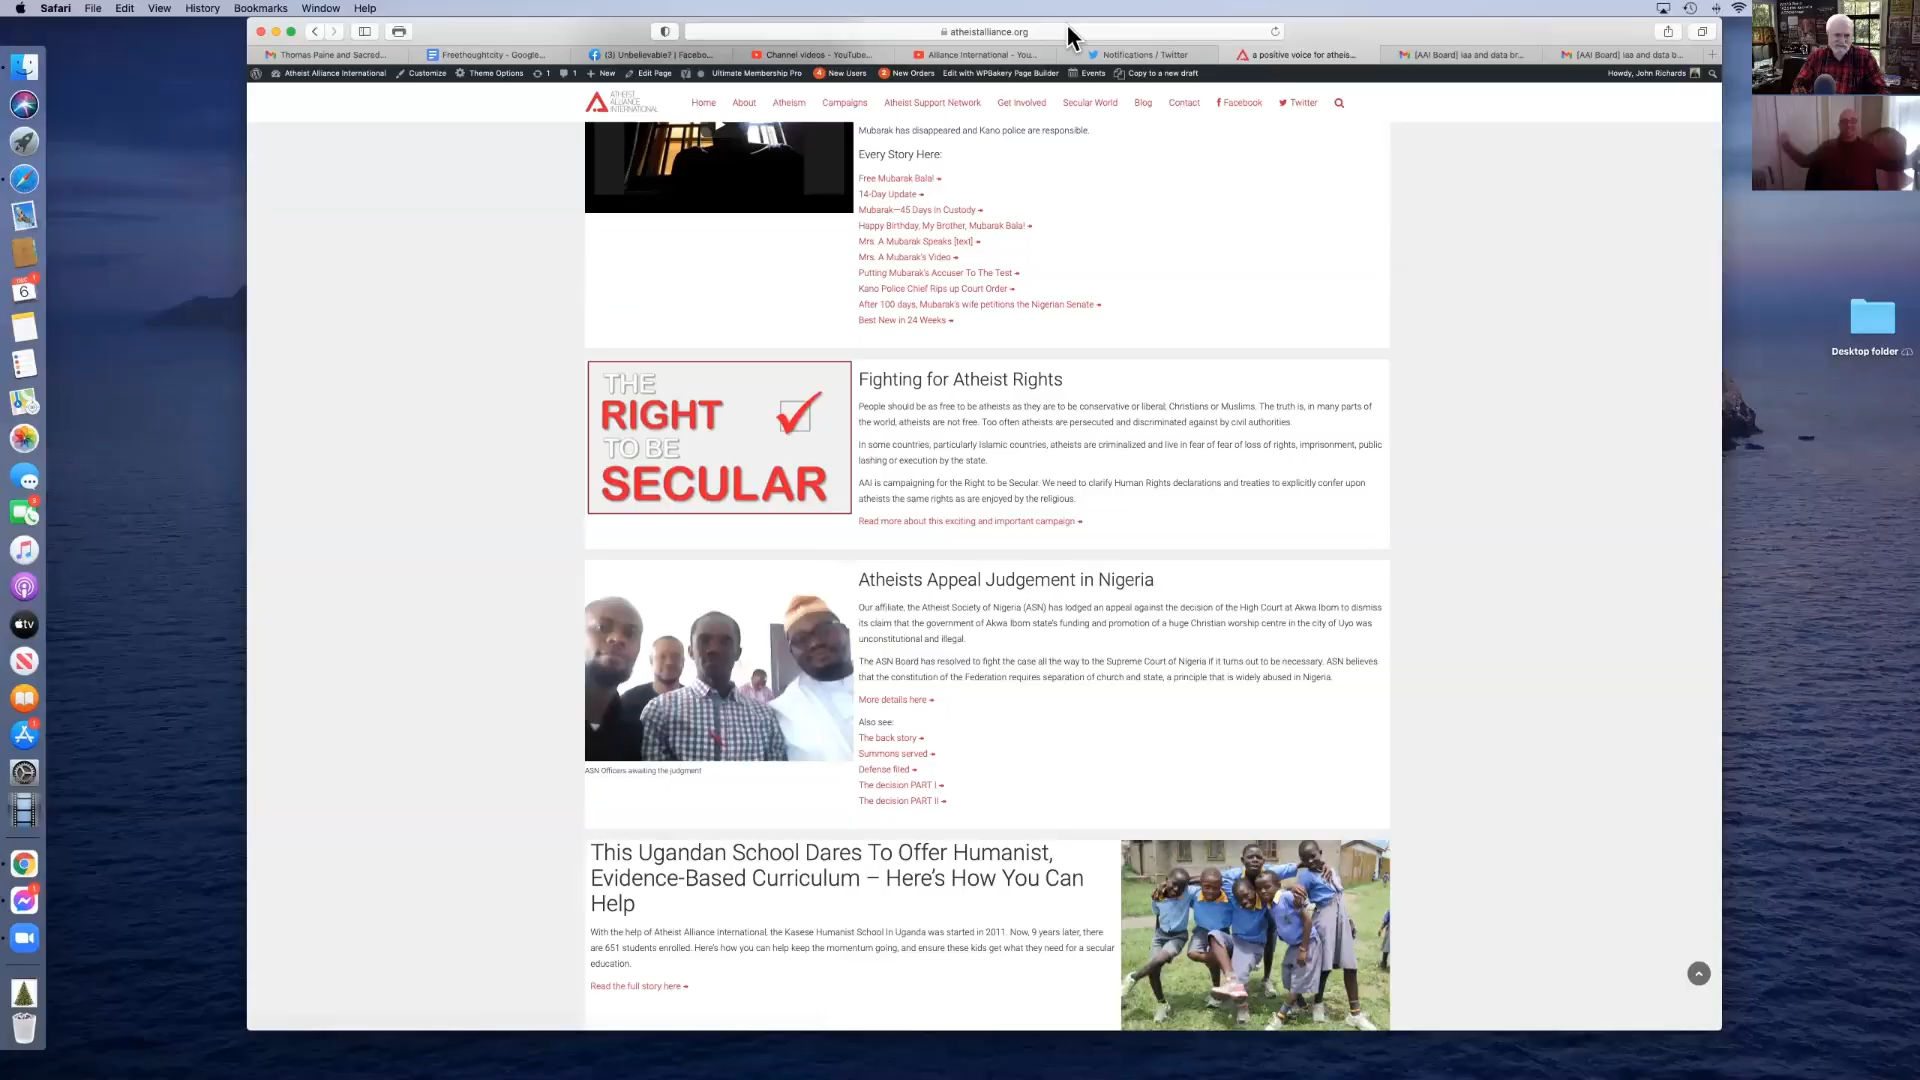 Safari File Edit View History Bookmarks Window Help
atheistalliance.org
Thomas Paine and Sacred... Freethoughtcity - Google... (3) Unbelievable? | Facebo... Channel videos - YouTube... Alliance International - You... Notifications / Twitter a positive voice for atheis... [AAI Board] iaa and data br... [AAI Board] iaa and data b...
Atheist Alliance International Customize Theme Options 1 1 New Edit Page Ultimate Membership Pro 4 New Users 2 New Orders Edit with WPBakery Page Builder Events Copy to a new draft Howdy, John Richards
ATHEIST
ALLIANCE
INTERNATIONAL
Home About Atheism Campaigns Atheist Support Network Get Involved Secular World Blog Contact Facebook Twitter
Mubarak has disappeared and Kano police are responsible.
Every Story Here:
Free Mubarak Bala!
14-Day Update
Mubarak—45 Days In Custody
Happy Birthday, My Brother, Mubarak Bala!
Mrs. A Mubarak Speaks [text]
Mrs. A Mubarak's Video
Putting Mubarak's Accuser To The Test
Kano Police Chief Rips up Court Order
After 100 days, Mubarak's wife petitions the Nigerian Senate
Best New in 24 Weeks
THE
RIGHT
TO BE
SECULAR
Fighting for Atheist Rights
People should be as free to be atheists as they are to be conservative or liberal, Christians or Muslims. The truth is, in many parts of
the world, atheists are not free. Too often atheists are persecuted and discriminated against by civil authorities.
In some countries, particularly Islamic countries, atheists are criminalized and live in fear of fear of loss of rights, imprisonment, public
lashing or execution by the state.
AAI is campaigning for the Right to be Secular. We need to clarify Human Rights declarations and treaties to explicitly confer upon
atheists the same rights as are enjoyed by the religious.
Read more about this exciting and important campaign
Atheists Appeal Judgement in Nigeria
Our affiliate, the Atheist Society of Nigeria (ASN) has lodged an appeal against the decision of the High Court at Akwa Ibom to dismiss
its claim that the government of Akwa Ibom state's funding and promotion of a huge Christian worship centre in the city of Uyo was
unconstitutional and illegal.
The ASN Board has resolved to fight the case all the way to the Supreme Court of Nigeria if it turns out to be necessary. ASN believes
that the constitution of the Federation requires separation of church and state, a principle that is widely abused in Nigeria.
More details here
Also see:
The back story
Summons served
Defense filed
The decision PART I
The decision PART II
ASN Officers awaiting the judgment
This Ugandan School Dares To Offer Humanist,
Evidence-Based Curriculum – Here's How You Can
Help
With the help of Atheist Alliance International, the Kasese Humanist School In Uganda was started in 2011. Now, 9 years later, there
are 651 students enrolled. Here's how you can help keep the momentum going, and ensure these kids get what they need for a secular
education.
Read the full story here
Desktop folder
DEC
6
tv